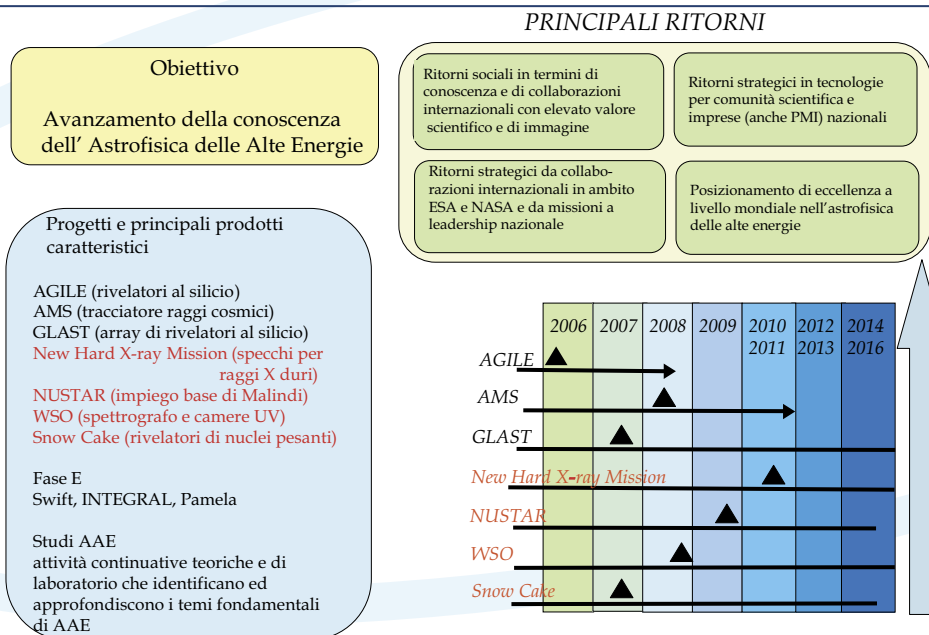 PRINCIPALI RITORNI
Obiettivo
Avanzamento della conoscenza
dell' Astrofisica delle Alte Energie
Ritorni sociali in termini di
conoscenza e di collaborazioni
internazionali con elevato valore
scientifico e di immagine
Ritorni strategici in tecnologie
per comunità scientifica e
imprese (anche PMI) nazionali
Ritorni strategici da collabo-
razioni internazionali in ambito
ESA e NASA e da missioni a
leadership nazionale
Posizionamento di eccellenza a
livello mondiale nell'astrofisica
delle alte energie
Progetti e principali prodotti
caratteristici
AGILE (rivelatori al silicio)
AMS (tracciatore raggi cosmici)
GLAST (array di rivelatori al silicio)
New Hard X-ray Mission (specchi per
raggi X duri)
NUSTAR (impiego base di Malindi)
WSO (spettrografo e camere UV)
Snow Cake (rivelatori di nuclei pesanti)
Fase E
Swift, INTEGRAL, Pamela
Studi AAE
attività continuative teoriche e di
laboratorio che identificano ed
approfondiscono i temi fondamentali
di AAE
2006 2007 2008 2009 2010 2012 2014
2011 2013 2016
AGILE
AMS
GLAST
New Hard X-ray Mission
NUSTAR
WSO
Snow Cake